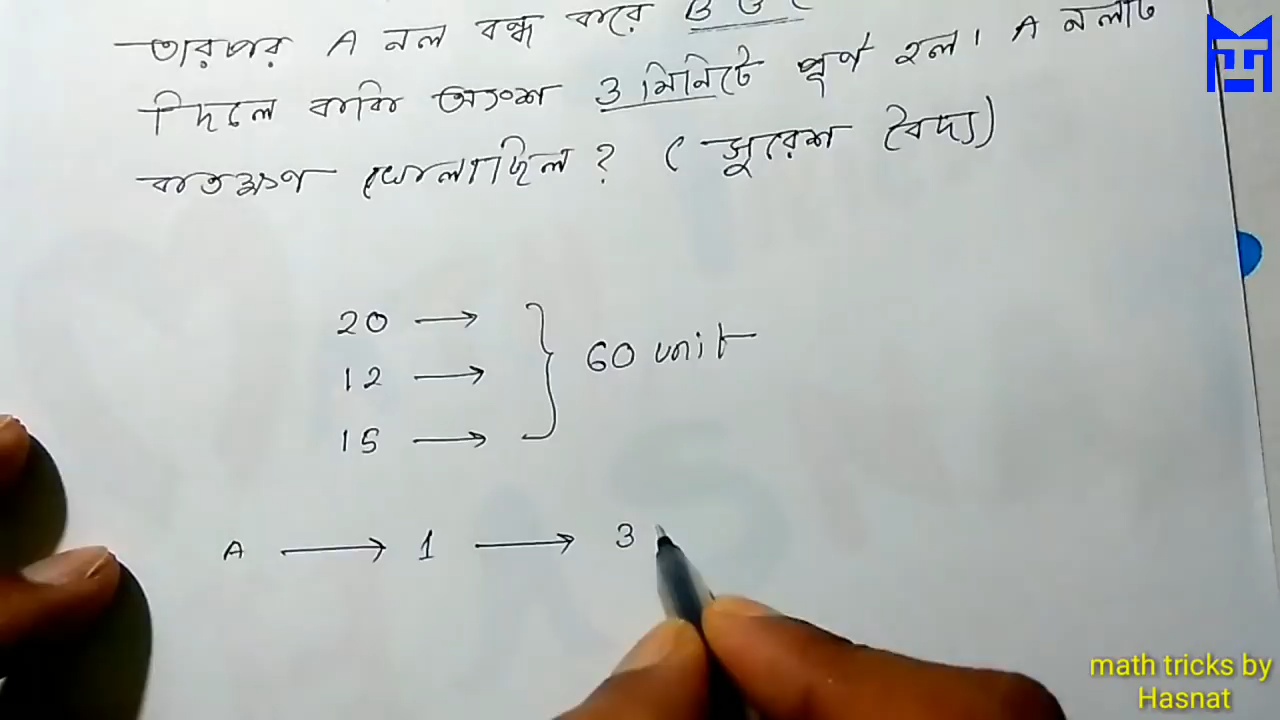 তারপর A নল বন্ধ করে B ও C
দিলে বাকি অংশ 3 মিনিটে পূর্ণ হল। A নলটি
কতক্ষণ খোলাছিল? (সুরেশ বৈদ্য)
20 →
12 →
15 →
} 60 unit
A → 1 → 3
math tricks by
Hasnat